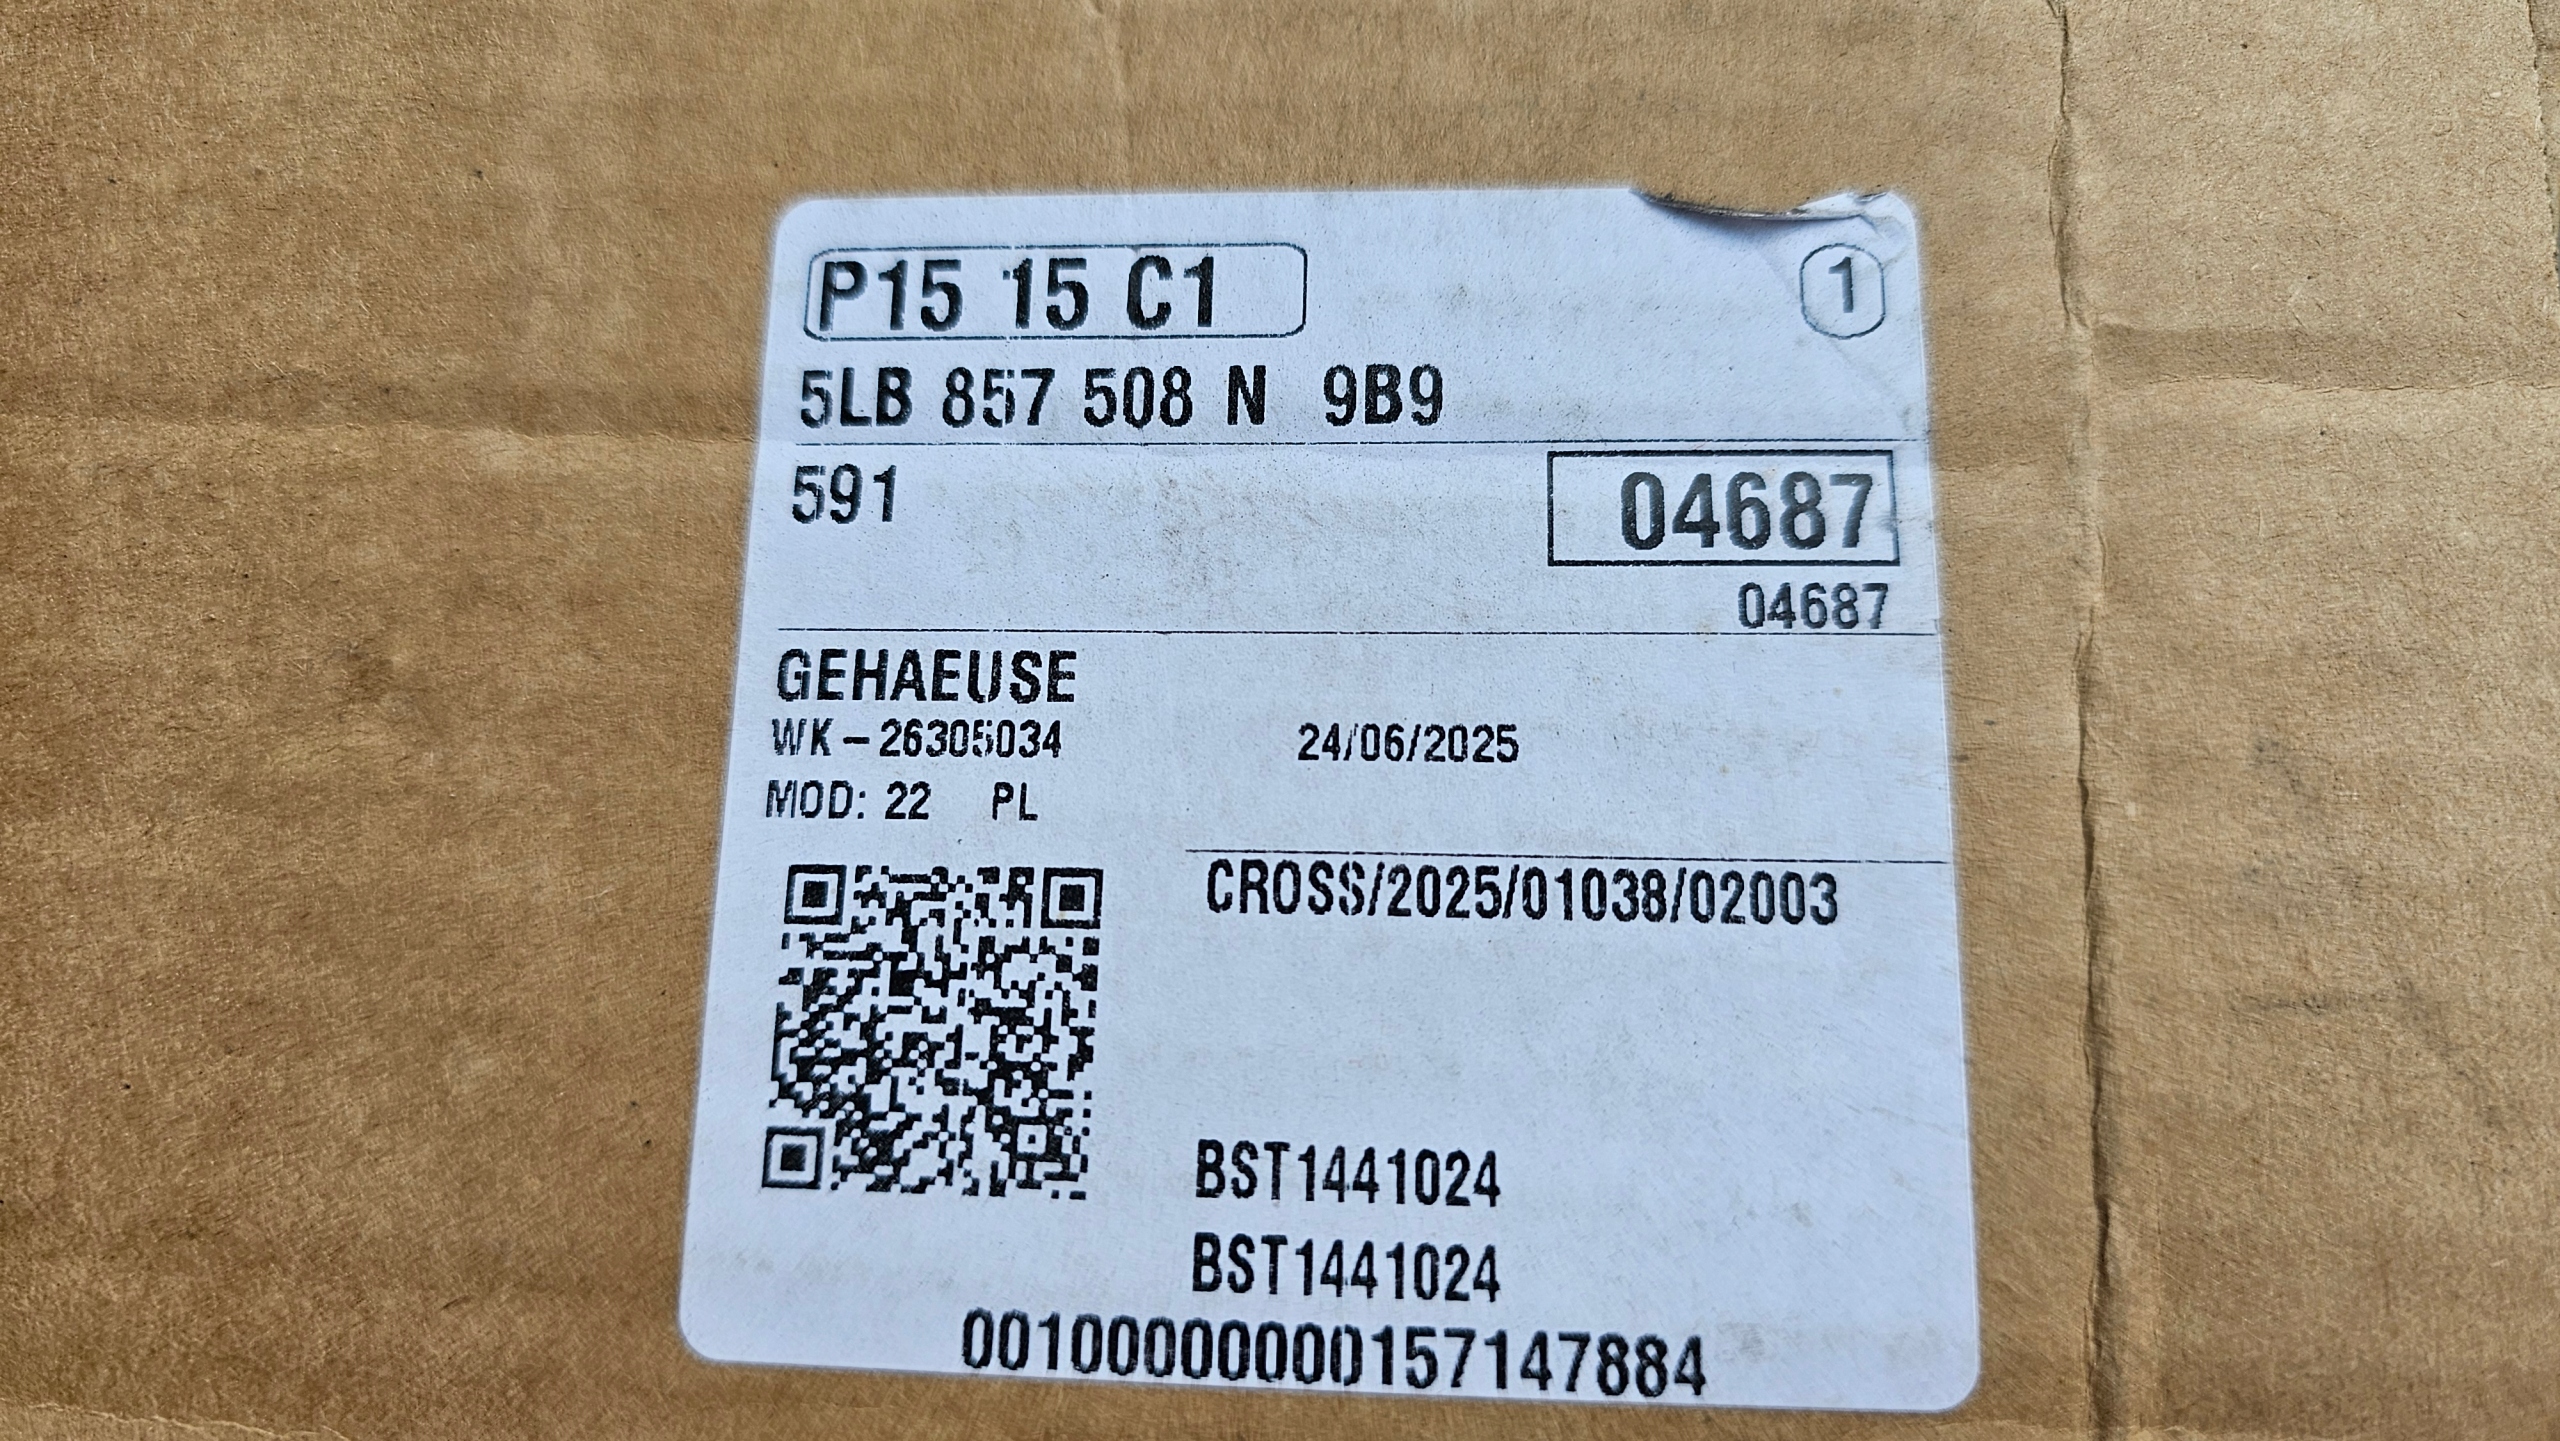 P15 15 C1
1
5LB 857 508 N 9B9
591
04687
04687
GEHAEUSE
WK-26305034
24/06/2025
MOD: 22 PL
CROSS/2025/01038/02003
BST1441024
BST1441024
00100000000157147884